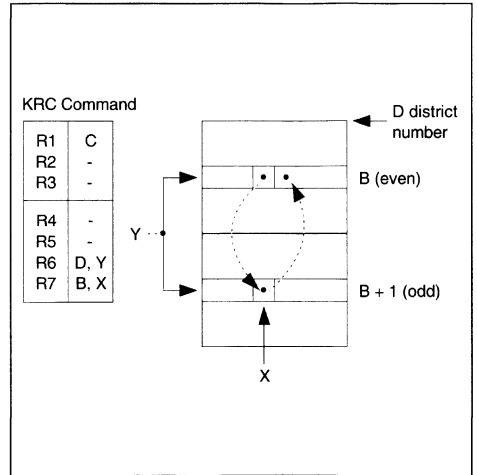 KRC Command
R1 C
R2 -
R3 -
R4 -
R5 -
R6 D, Y
R7 B, X
D district
number
B (even)
Y
B + 1 (odd)
X